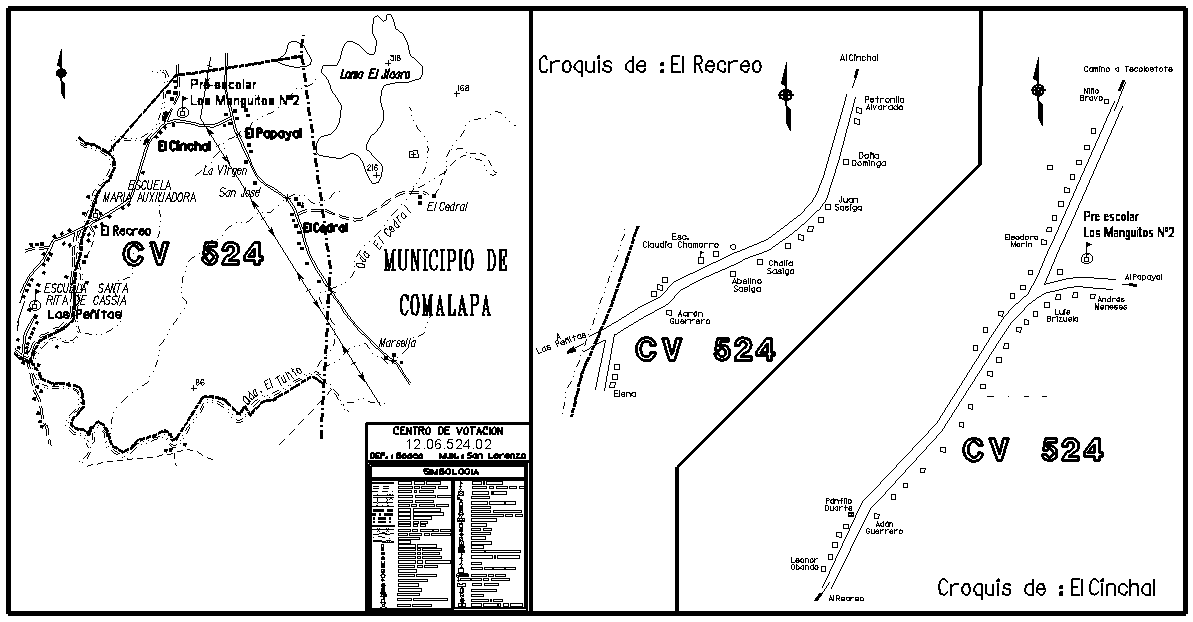 318
Loma El Jicaro
Pre-escolar
Los Manguitos Nº2
168
El Cinchal
El Papayal
216
La Virgen
ESCUELA
MARIA AUXILIADORA
San José
El Cedral
El Recreo
El Cedral
Qda El Cedral
CV 524
MUNICIPIO DE
COMALAPA
ESCUELA SANTA
RITA DE CASSIA
Las Peñitas
Marsella
86
Qda. El Tunto
CENTRO DE VOTACION
12.06.524.02
DEP.: Boaco MUN.: San Lorenzo
SIMBOLOGIA
Croquis de : El Recreo
Al Cinchal
Petronila
Alvarado
Doña
Dominga
Juan
Sasiga
Esc.
Claudia Chamorro
Chalia
Sasiga
Abelino
Sasiga
Aarón
Guerrero
A
Las Peñitas
CV 524
Elena
Camino a Tecolostote
Niño
Bravo
Pre escolar
Los Manguitos N°2
Eleodoro
Marin
Al Papayal
Andrés
Meneses
Luis
Brizuela
CV 524
Panfilo
Duarte
Adán
Guerrero
Leonor
Obando
Al Recreo
Croquis de : El Cinchal